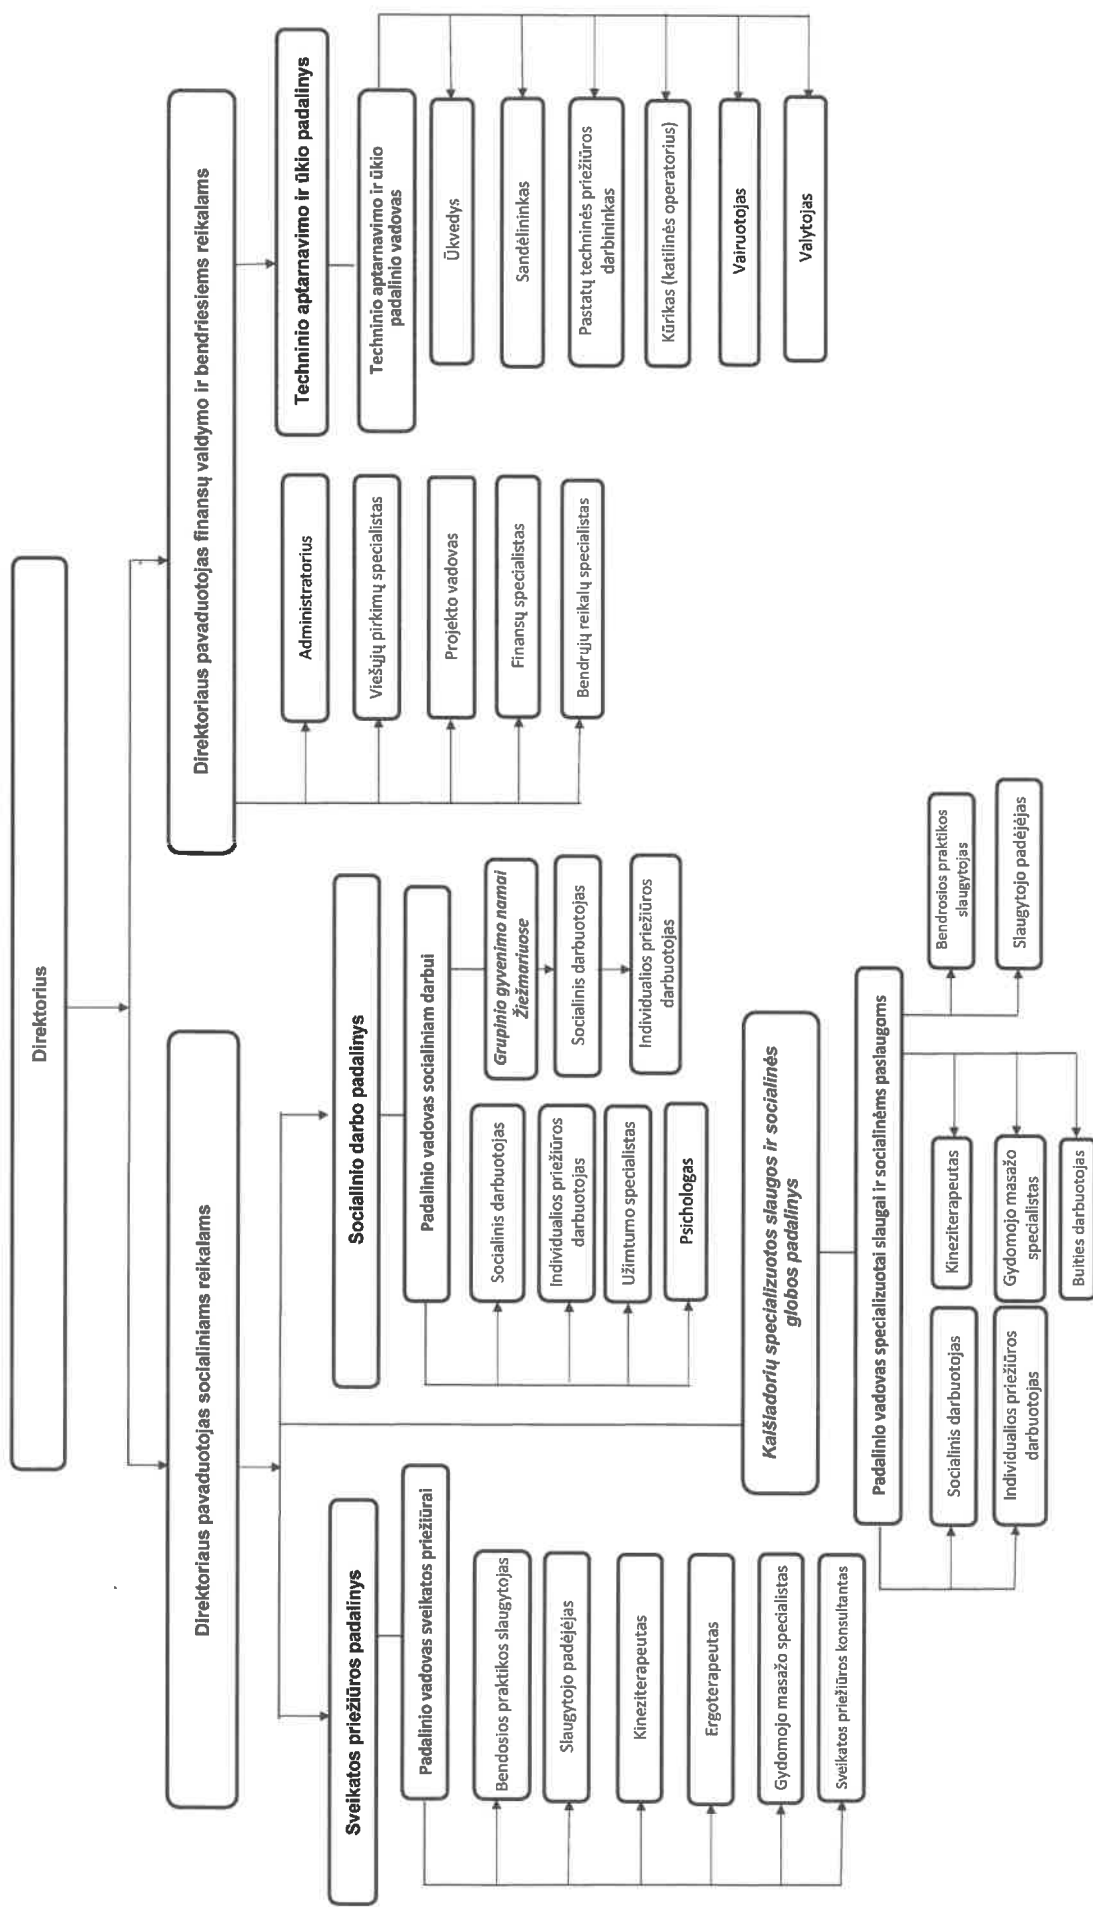 Direktorius
Direktoriaus pavaduotojas socialiniams reikalams
Direktoriaus pavaduotojas finansų valdymo ir bendriesiems reikalams
Sveikatos priežiūros padalinys
Padalinio vadovas sveikatos priežiūrai
Bendosios praktikos slaugytojas
Slaugytojo padėjėjas
Kineziterapeutas
Ergoterapeutas
Gydomojo masažo specialistas
Sveikatos priežiūros konsultantas
Socialinio darbo padalinys
Padalinio vadovas socialiniam darbui
Socialinis darbuotojas
Individualios priežiūros
darbuotojas
Užimtumo specialistas
Psichologas
Grupinio gyvenimo namai
Žiežmariuose
Socialinis darbuotojas
Individualios priežiūros
darbuotojas
Kaišiadorių specializuotos slaugos ir socialinės
globos padalinys
Padalinio vadovas specializuotai slaugai ir socialinėms paslaugoms
Socialinis darbuotojas
Individualios priežiūros
darbuotojas
Kineziterapeutas
Gydomojo masažo
specialistas
Buities darbuotojas
Bendrosios praktikos
slaugytojas
Slaugytojo padėjėjas
Administratorius
Viešųjų pirkimų specialistas
Projekto vadovas
Finansų specialistas
Bendrųjų reikalų specialistas
Techninio aptarnavimo ir ūkio padalinys
Techninio aptarnavimo ir ūkio
padalinio vadovas
Ūkvedys
Sandėlininkas
Pastatų techninės priežiūros
darbininkas
Kūrikas (katilinės operatorius)
Vairuotojas
Valytojas